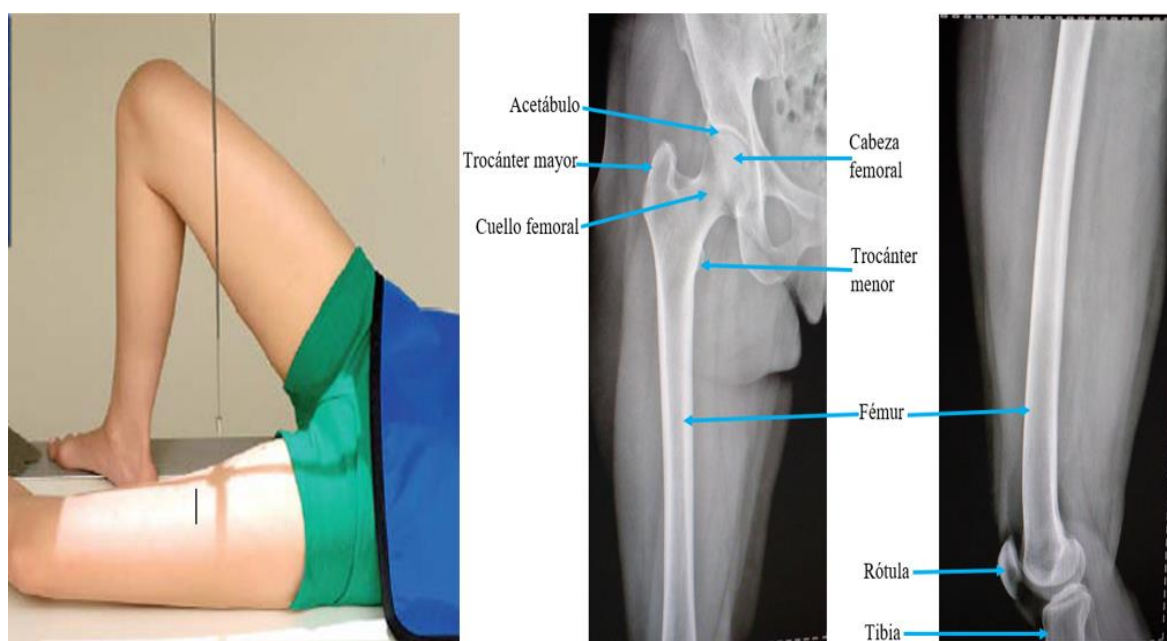 Acetábulo
Trocánter mayor
Cuello femoral
Cabeza
femoral
Trocánter
menor
Fémur
Rótula
Tibia